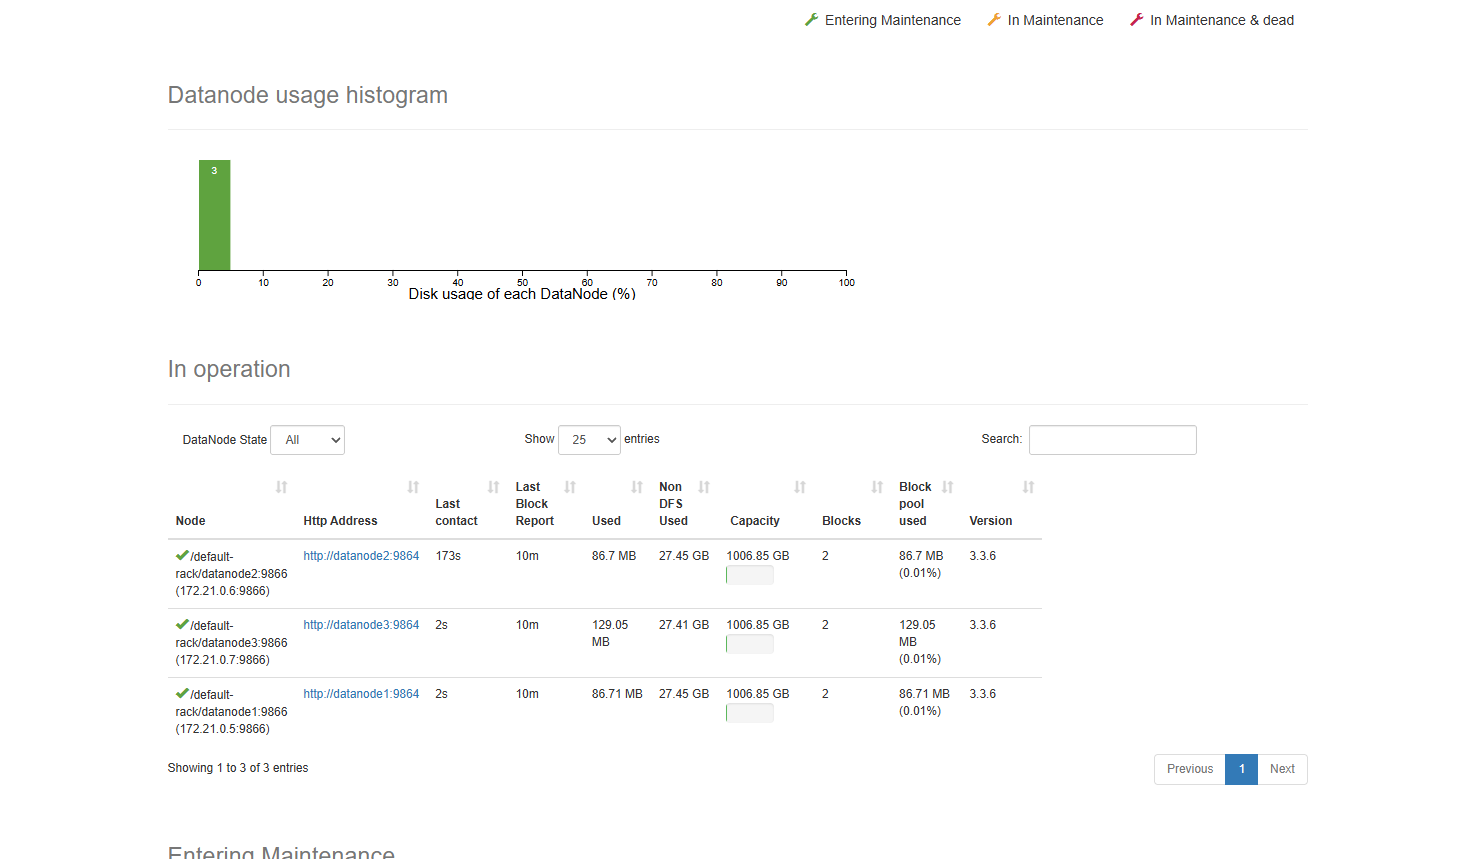 Entering Maintenance In Maintenance In Maintenance & dead
Datanode usage histogram
3
0 10 20 30 40 50 60 70 80 90 100
Disk usage of each DataNode (%)
In operation
DataNode State All Show 25 entries Search:
Node Http Address Last contact Last Block Report Used Non DFS Used Capacity Blocks Block pool used Version
/default-rack/datanode2:9866 (172.21.0.6:9866) http://datanode2:9864 173s 10m 86.7 MB 27.45 GB 1006.85 GB 2 86.7 MB (0.01%) 3.3.6
/default-rack/datanode3:9866 (172.21.0.7:9866) http://datanode3:9864 2s 10m 129.05 MB 27.41 GB 1006.85 GB 2 129.05 MB (0.01%) 3.3.6
/default-rack/datanode1:9866 (172.21.0.5:9866) http://datanode1:9864 2s 10m 86.71 MB 27.45 GB 1006.85 GB 2 86.71 MB (0.01%) 3.3.6
Showing 1 to 3 of 3 entries Previous 1 Next
Entering Maintenance